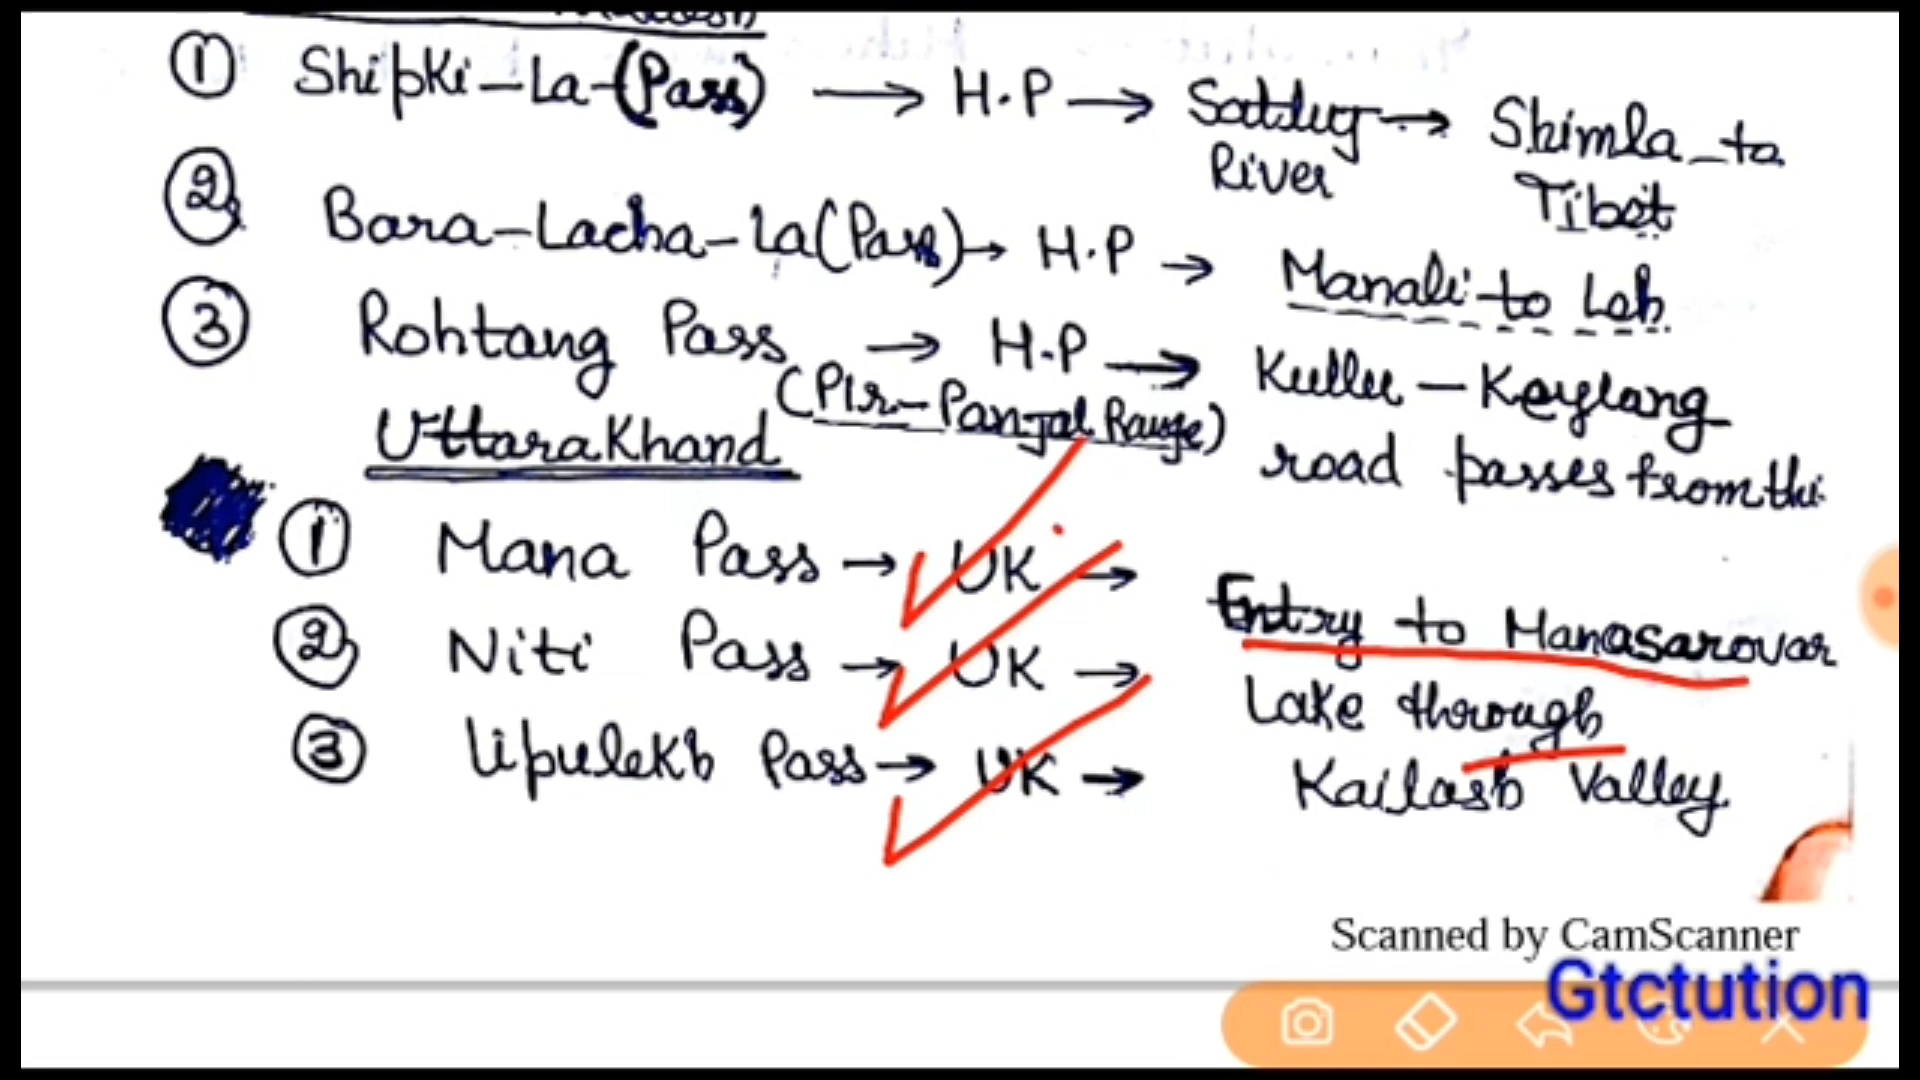 ① Shipki-La-(Pass) → H.P → Satlug River → Shimla-to Tibet
② Bara-Lacha-La (Pass) → H.P → Manali to Leh
③ Rohtang Pass → H.P → Kullu - Keylang
(Pir-Panjal Range) road passes from this
Uttarakhand
① Mana Pass → UK →
② Niti Pass → UK →
③ Lipulekh Pass → UK →
Entry to Manasarovar
Lake through
Kailash Valley
Scanned by CamScanner
Gtctution